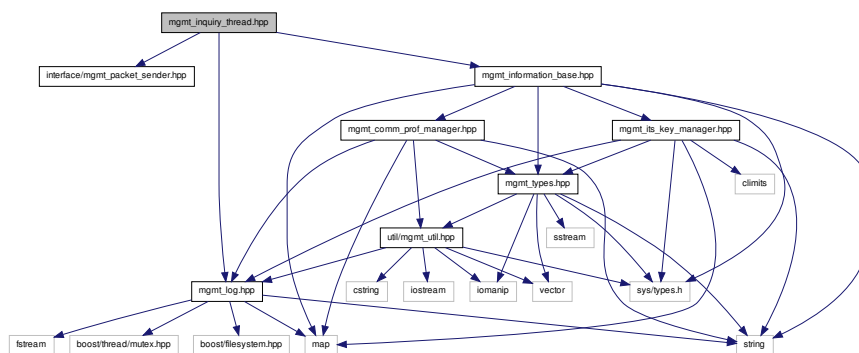 mgmt_inquiry_thread.hpp
interface/mgmt_packet_sender.hpp
mgmt_information_base.hpp
mgmt_comm_prof_manager.hpp
mgmt_its_key_manager.hpp
mgmt_types.hpp
climits
util/mgmt_util.hpp
sstream
mgmt_log.hpp
cstring
iostream
iomanip
vector
sys/types.h
fstream
boost/thread/mutex.hpp
boost/filesystem.hpp
map
string